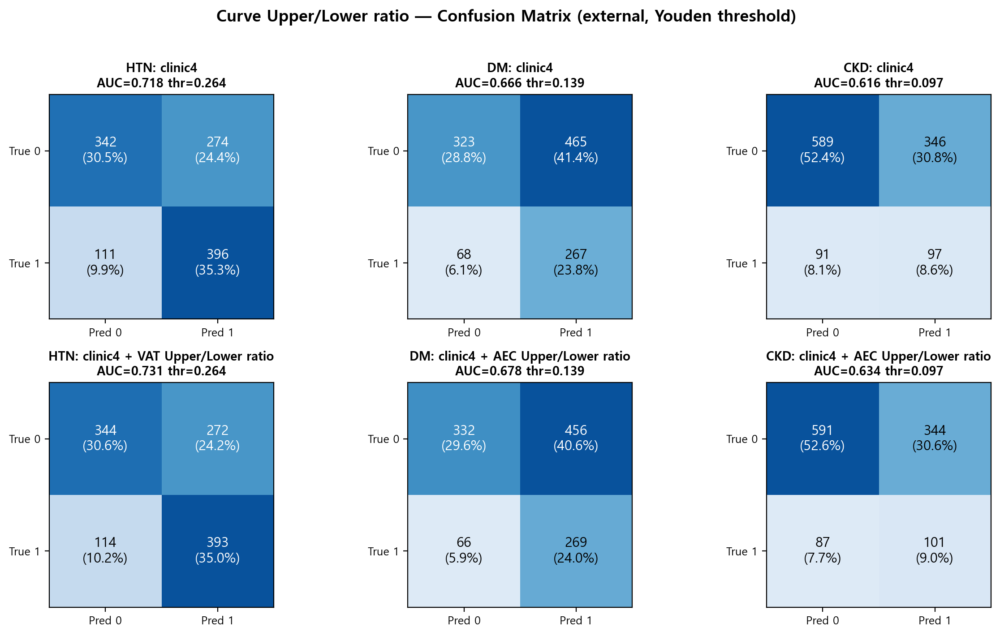 Curve Upper/Lower ratio — Confusion Matrix (external, Youden threshold)
HTN: clinic4
AUC=0.718 thr=0.264
True 0
342
(30.5%)
274
(24.4%)
True 1
111
(9.9%)
396
(35.3%)
Pred 0
Pred 1
DM: clinic4
AUC=0.666 thr=0.139
True 0
323
(28.8%)
465
(41.4%)
True 1
68
(6.1%)
267
(23.8%)
Pred 0
Pred 1
CKD: clinic4
AUC=0.616 thr=0.097
True 0
589
(52.4%)
346
(30.8%)
True 1
91
(8.1%)
97
(8.6%)
Pred 0
Pred 1
HTN: clinic4 + VAT Upper/Lower ratio
AUC=0.731 thr=0.264
True 0
344
(30.6%)
272
(24.2%)
True 1
114
(10.2%)
393
(35.0%)
Pred 0
Pred 1
DM: clinic4 + AEC Upper/Lower ratio
AUC=0.678 thr=0.139
True 0
332
(29.6%)
456
(40.6%)
True 1
66
(5.9%)
269
(24.0%)
Pred 0
Pred 1
CKD: clinic4 + AEC Upper/Lower ratio
AUC=0.634 thr=0.097
True 0
591
(52.6%)
344
(30.6%)
True 1
87
(7.7%)
101
(9.0%)
Pred 0
Pred 1